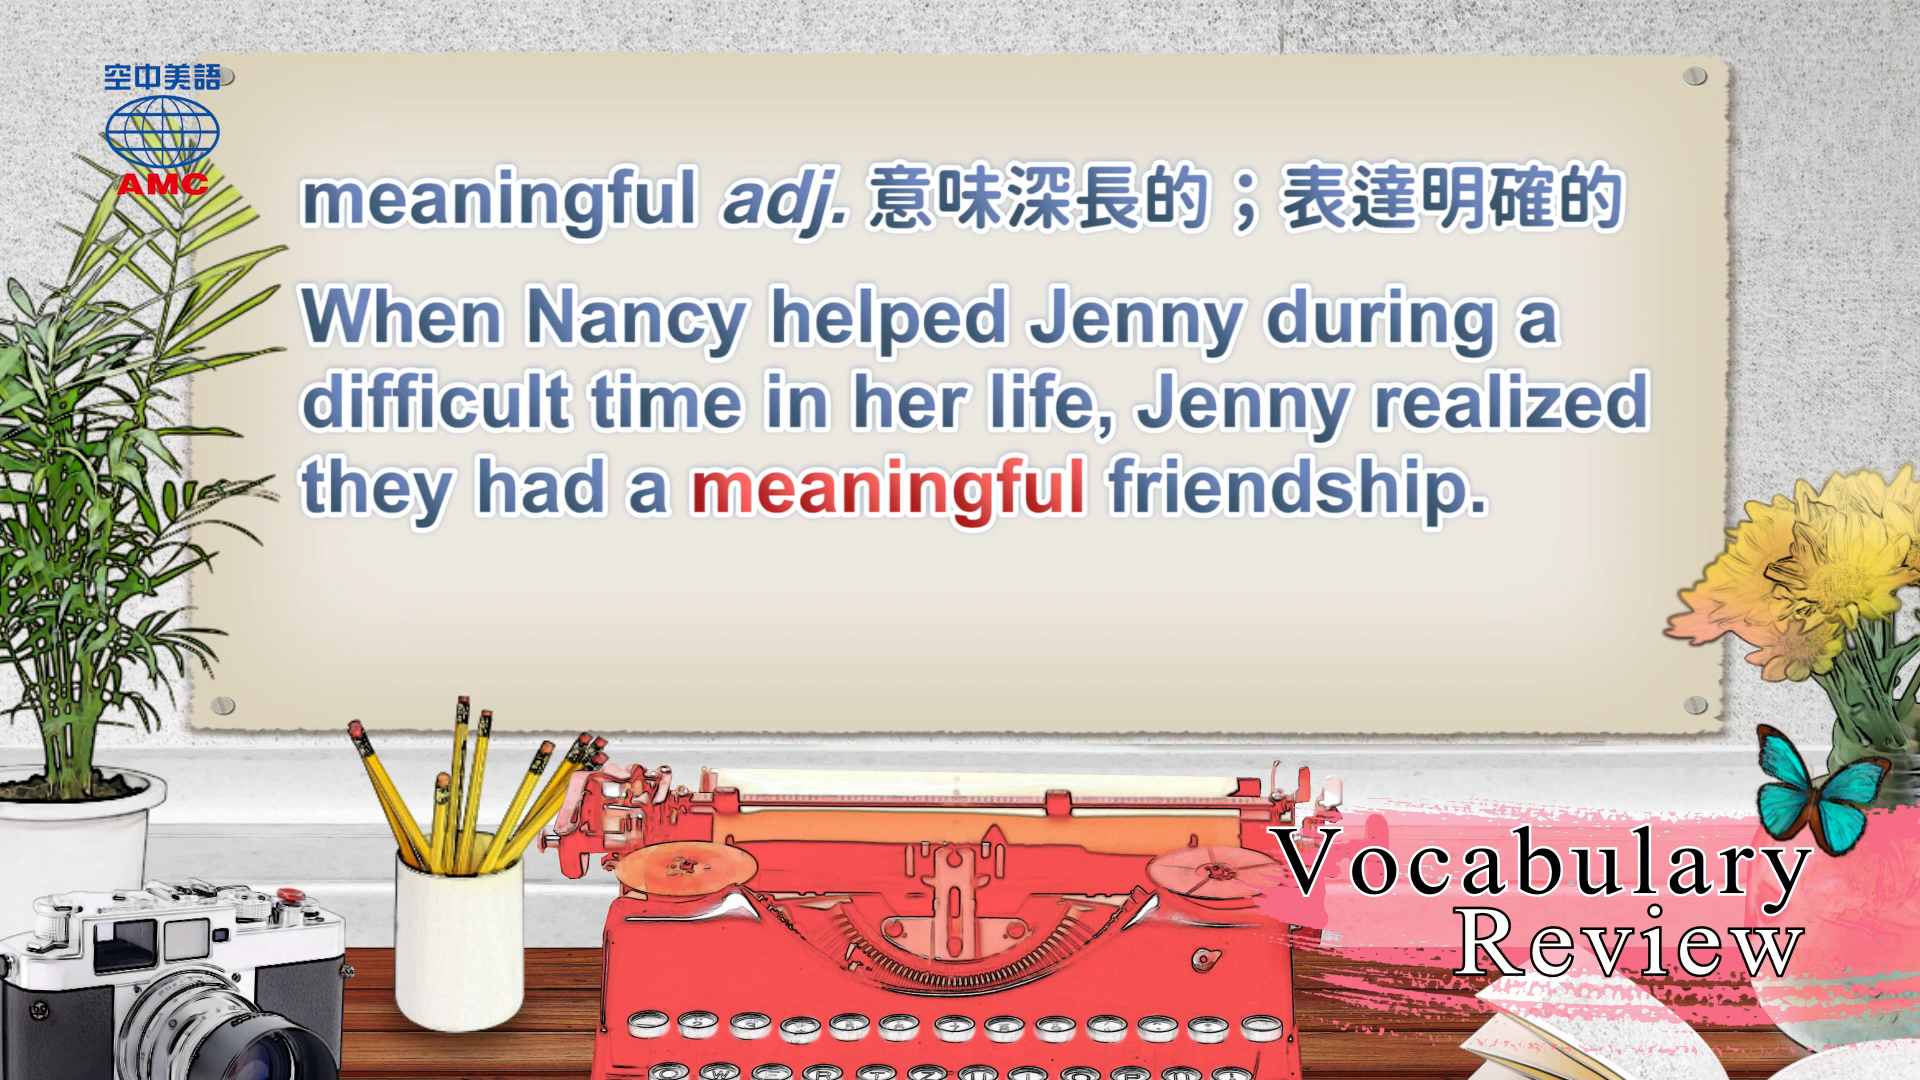 空中美語
AMC
meaningful adj. 意味深長的；表達明確的
When Nancy helped Jenny during a
difficult time in her life, Jenny realized
they had a meaningful friendship.
Vocabulary
Review